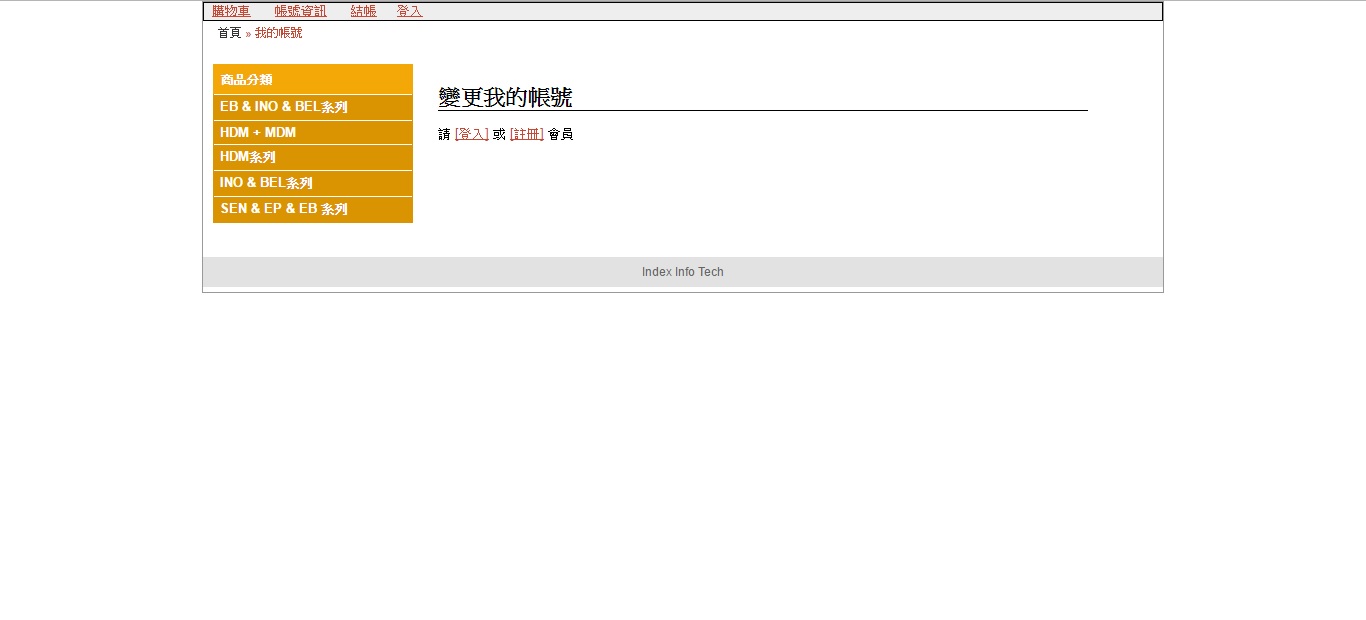 購物車 帳號資訊 結帳 登入
首頁 » 我的帳號
商品分類
EB & INO & BEL系列
HDM + MDM
HDM系列
INO & BEL系列
SEN & EP & EB 系列
變更我的帳號
請 [登入] 或 [註冊] 會員
Index Info Tech